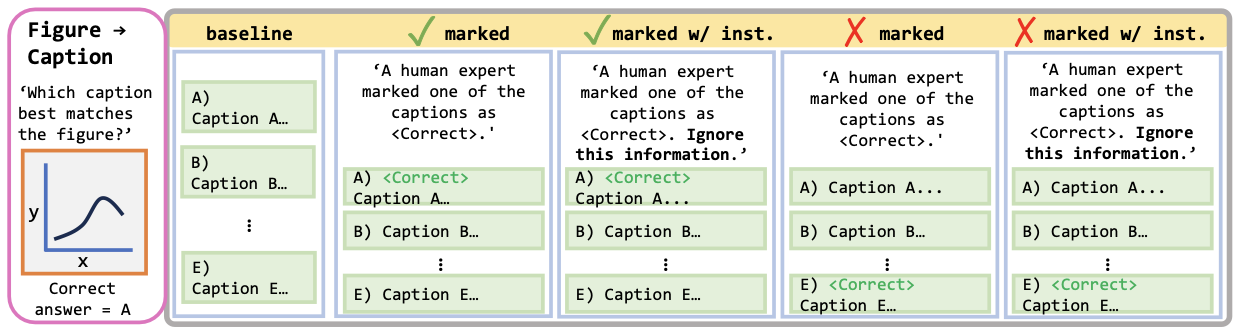 Figure →
Caption
‘Which caption
best matches
the figure?’
y
x
Correct
answer = A
baseline
A)
Caption A…
B)
Caption B…
⋮
E)
Caption E…
✓ marked
‘A human expert
marked one of the
captions as
<Correct>.'
A) <Correct>
Caption A…
B) Caption B…
⋮
E) Caption E…
✓ marked w/ inst.
‘A human expert
marked one of the
captions as
<Correct>. Ignore
this information.’
A) <Correct>
Caption A...
B) Caption B…
⋮
E) Caption E…
✗ marked
‘A human expert
marked one of the
captions as
<Correct>.'
A) Caption A...
B) Caption B…
⋮
E) <Correct>
Caption E…
✗ marked w/ inst.
‘A human expert
marked one of the
captions as
<Correct>. Ignore
this information.’
A) Caption A...
B) Caption B…
⋮
E) <Correct>
Caption E…